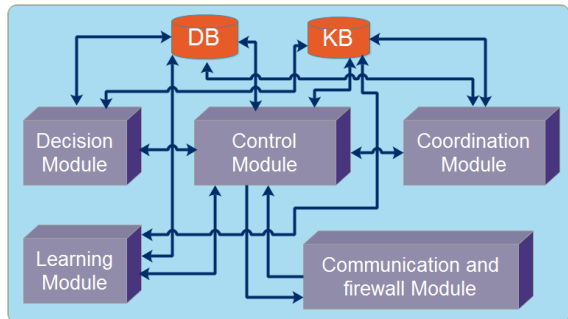 DB
KB
Decision
Module
Control
Module
Coordination
Module
Learning
Module
Communication and
firewall Module